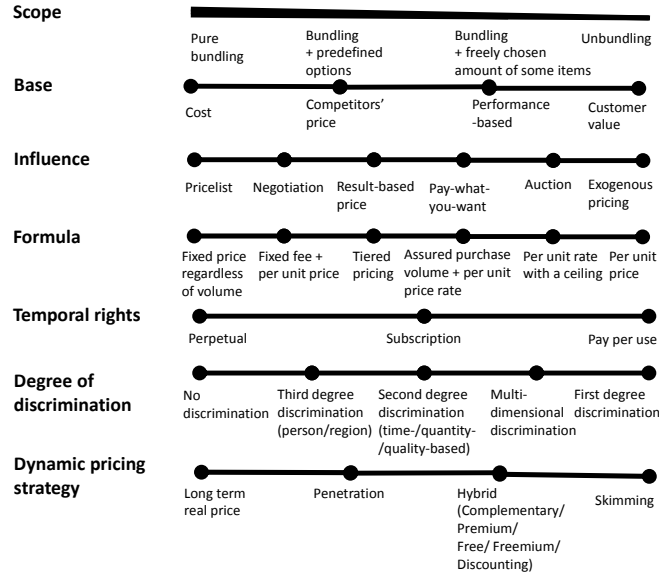 Scope
Pure
bundling
Bundling
+ predefined
options
Bundling
+ freely chosen
amount of some items
Unbundling
Base
Cost
Competitors'
price
Performance
-based
Customer
value
Influence
Pricelist
Negotiation
Result-based
price
Pay-what-
you-want
Auction
Exogenous
pricing
Formula
Fixed price
regardless
of volume
Fixed fee +
per unit price
Tiered
pricing
Assured purchase
volume + per unit
price rate
Per unit rate
with a ceiling
Per unit
price
Temporal rights
Perpetual
Subscription
Pay per use
Degree of
discrimination
No
discrimination
Third degree
discrimination
(person/region)
Second degree
discrimination
(time-/quantity-
/quality-based)
Multi-
dimensional
discrimination
First degree
discrimination
Dynamic pricing
strategy
Long term
real price
Penetration
Hybrid
(Complementary/
Premium/
Free/ Freemium/
Discounting)
Skimming